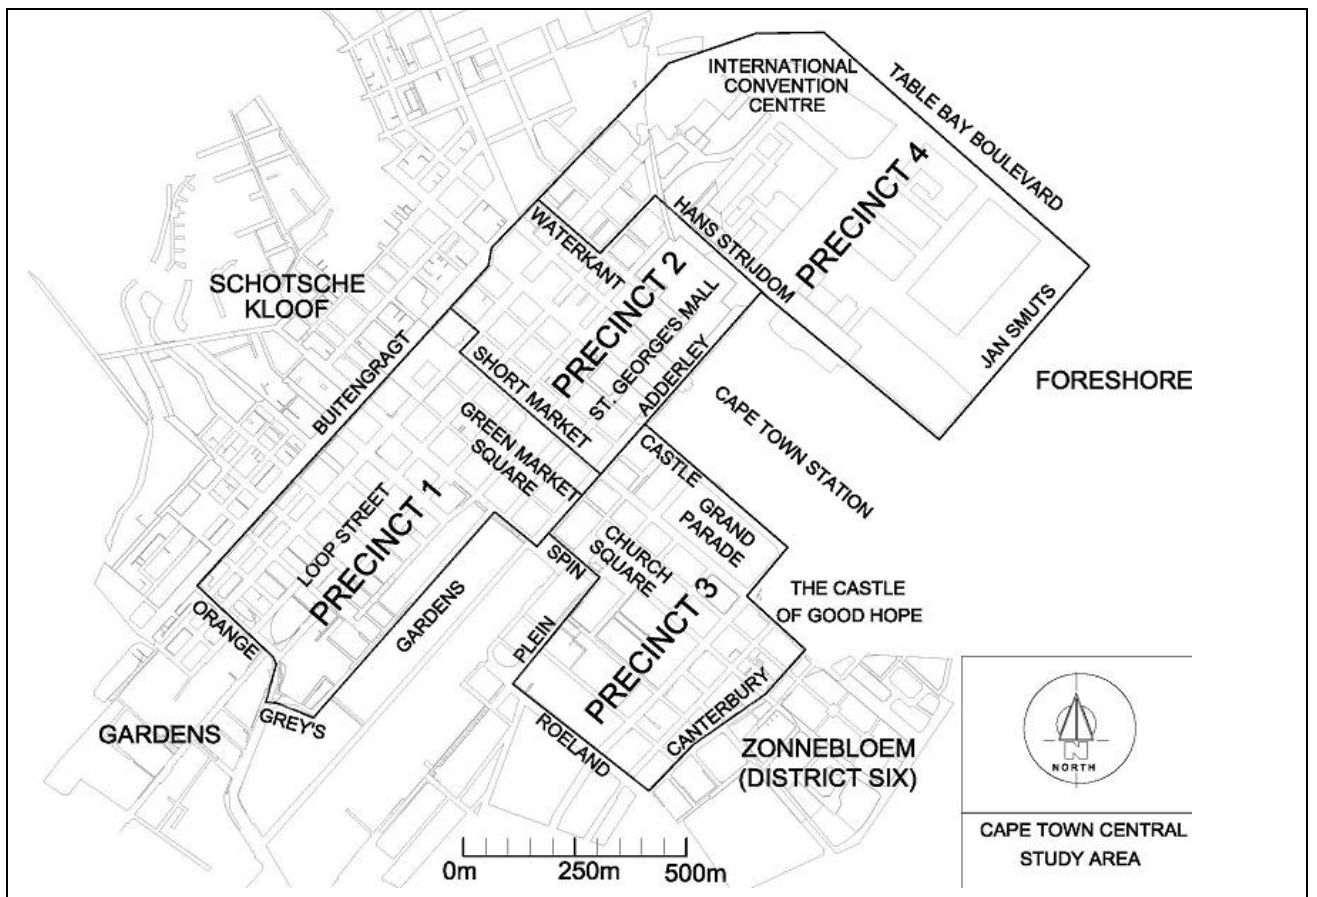 INTERNATIONAL
CONVENTION
CENTRE
TABLE BAY BOULEVARD
PRECINCT 4
HANS STRIJDOM
WATERKANT
PRECINCT 2
ST. GEORGE'S MALL
ADDERLEY
JAN SMUTS
SCHOTSCHE
KLOOF
BUITENGRAGT
SHORT MARKET
FORESHORE
GREEN MARKET
SQUARE
CAPE TOWN STATION
CASTLE
GRAND
PARADE
LOOP STREET
PRECINCT 1
CHURCH
SQUARE
SPIN
PRECINCT 3
THE CASTLE
OF GOOD HOPE
ORANGE
GARDENS
PLEIN
GREY'S
GARDENS
ROELAND
CANTERBURY
ZONNEBLOEM
(DISTRICT SIX)
N
NORTH
0m 250m 500m
CAPE TOWN CENTRAL
STUDY AREA